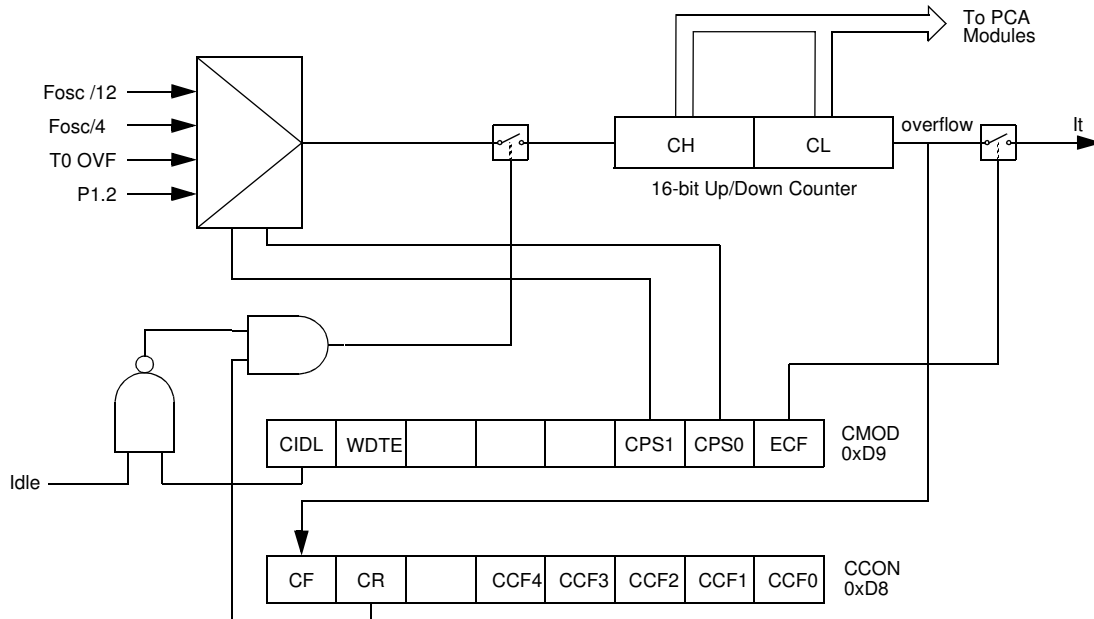 To PCA
Modules
Fosc /12
Fosc/4
T0 OVF
P1.2
CH CL
overflow
It
16-bit Up/Down Counter
CIDL WDTE CPS1 CPS0 ECF
CMOD
0xD9
Idle
CF CR CCF4 CCF3 CCF2 CCF1 CCF0
CCON
0xD8